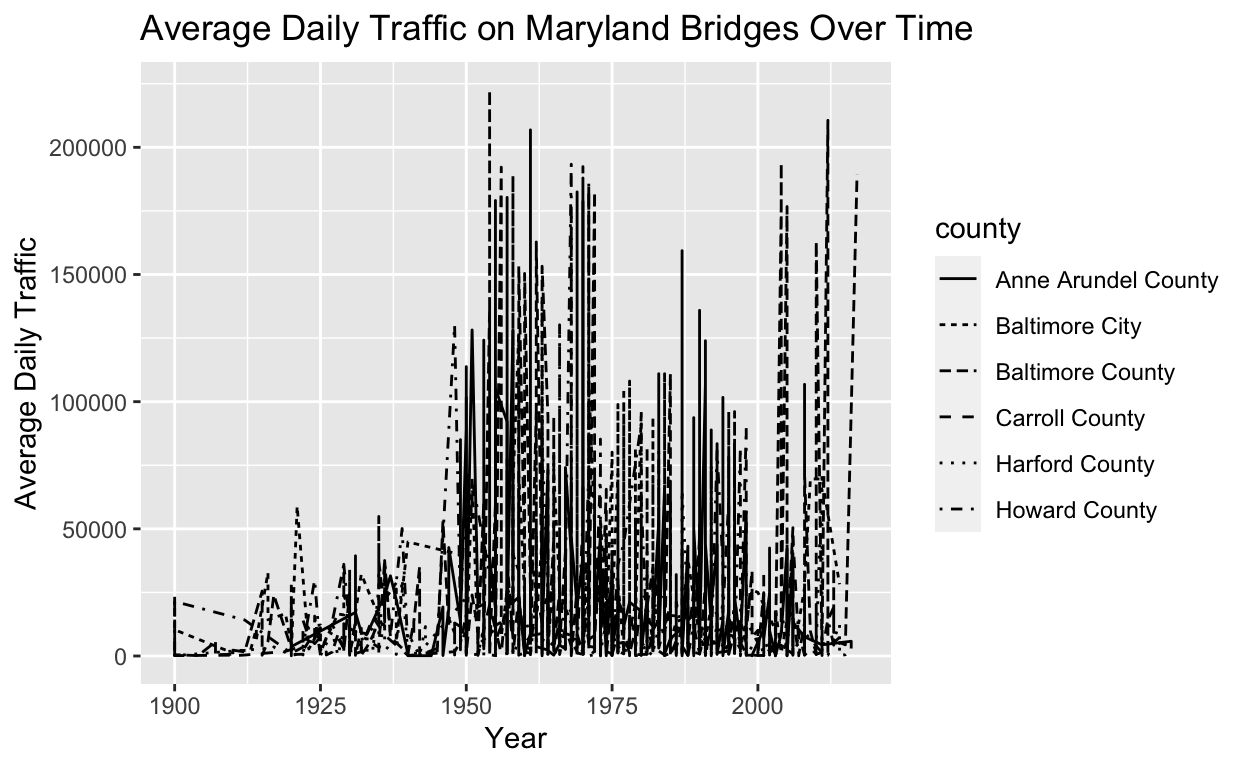 Average Daily Traffic on Maryland Bridges Over Time
Average Daily Traffic
200000
150000
100000
50000
0
1900
1925
1950
1975
2000
Year
county
Anne Arundel County
Baltimore City
Baltimore County
Carroll County
Harford County
Howard County